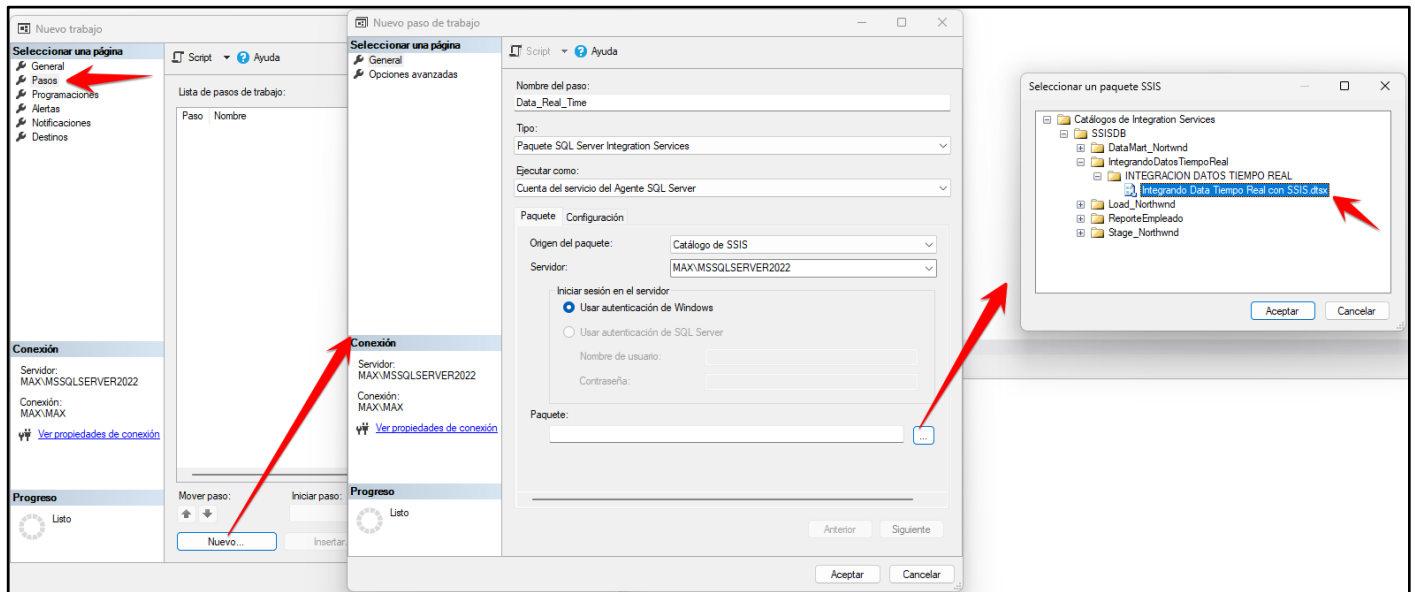 Nuevo trabajo
Seleccionar una página
General
Pasos
Programaciones
Alertas
Notificaciones
Destinos
Script
Ayuda
Lista de pasos de trabajo:
Paso Nombre
Conexión
Servidor:
MAX\MSSQLSERVER2022
Conexión:
MAX\MAX
Ver propiedades de conexión
Progreso
Listo
Mover paso:
Iniciar paso:
Nuevo...
Insertar.
Nuevo paso de trabajo
Seleccionar una página
General
Opciones avanzadas
Script
Ayuda
Nombre del paso:
Data_Real_Time
Tipo:
Paquete SQL Server Integration Services
Ejecutar como:
Cuenta del servicio del Agente SQL Server
Paquete Configuración
Origen del paquete: Catálogo de SSIS
Servidor: MAX\MSSQLSERVER2022
Iniciar sesión en el servidor
Usar autenticación de Windows
Usar autenticación de SQL Server
Nombre de usuario:
Contraseña:
Paquete:
...
Conexión
Servidor:
MAX\MSSQLSERVER2022
Conexión:
MAX\MAX
Ver propiedades de conexión
Progreso
Listo
Anterior Siguiente
Aceptar Cancelar
Seleccionar un paquete SSIS
Catálogos de Integration Services
SSISDB
DataMart_Nortwnd
IntegrandoDatosTiempoReal
INTEGRACION DATOS TIEMPO REAL
Integrando Data Tiempo Real con SSIS.dtsx
Load_Northwnd
ReporteEmpleado
Stage_Northwnd
Aceptar Cancelar